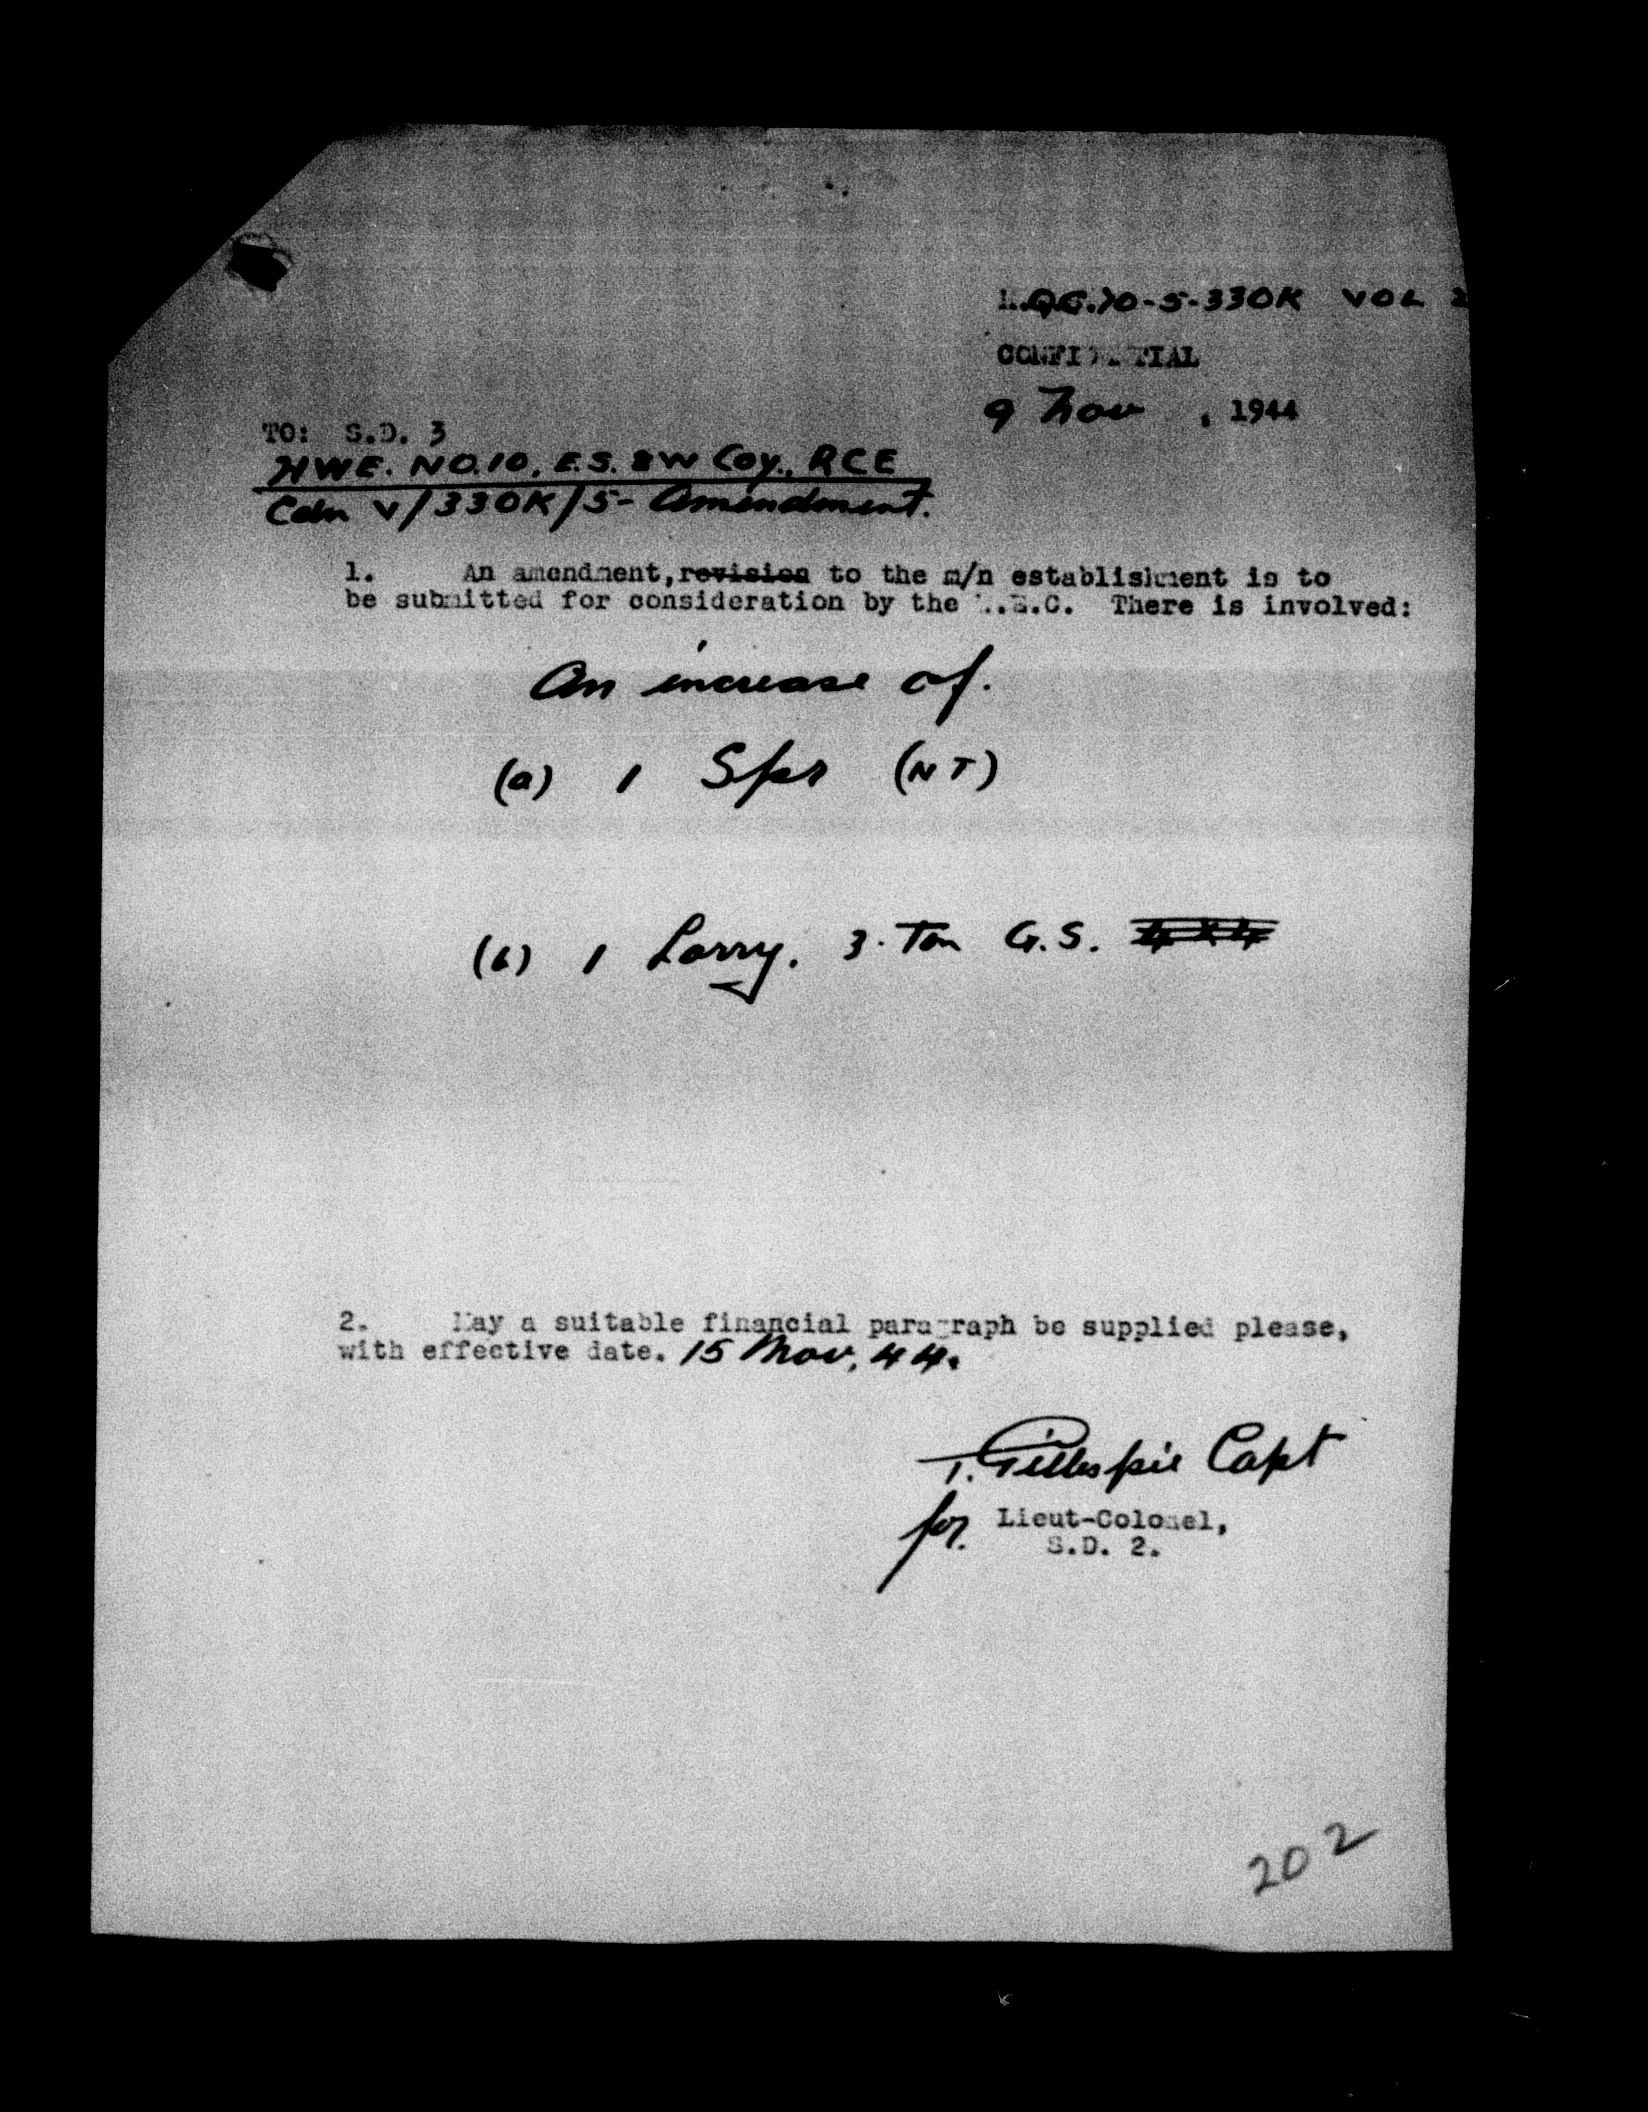 H.Q.C. 70-5-330K VOL 2
CONFIDENTIAL
9 Nov , 1944
TO: S.D. 3
HWE. NO.10. E.S. & W Coy., RCE
Cdn V/330K/5- Amendment.
1. An amendment, revision to the m/n establishment is to
be submitted for consideration by the .E.C. There is involved:
An increase of.
(a) 1 Spr (NT)
(b) 1 Lorry. 3. Ton G.S. 4x4
2. May a suitable financial paragraph be supplied please,
with effective date. 15 Nov. 44.
T. Gillespie Capt
for. Lieut-Colonel,
S.D. 2.
202